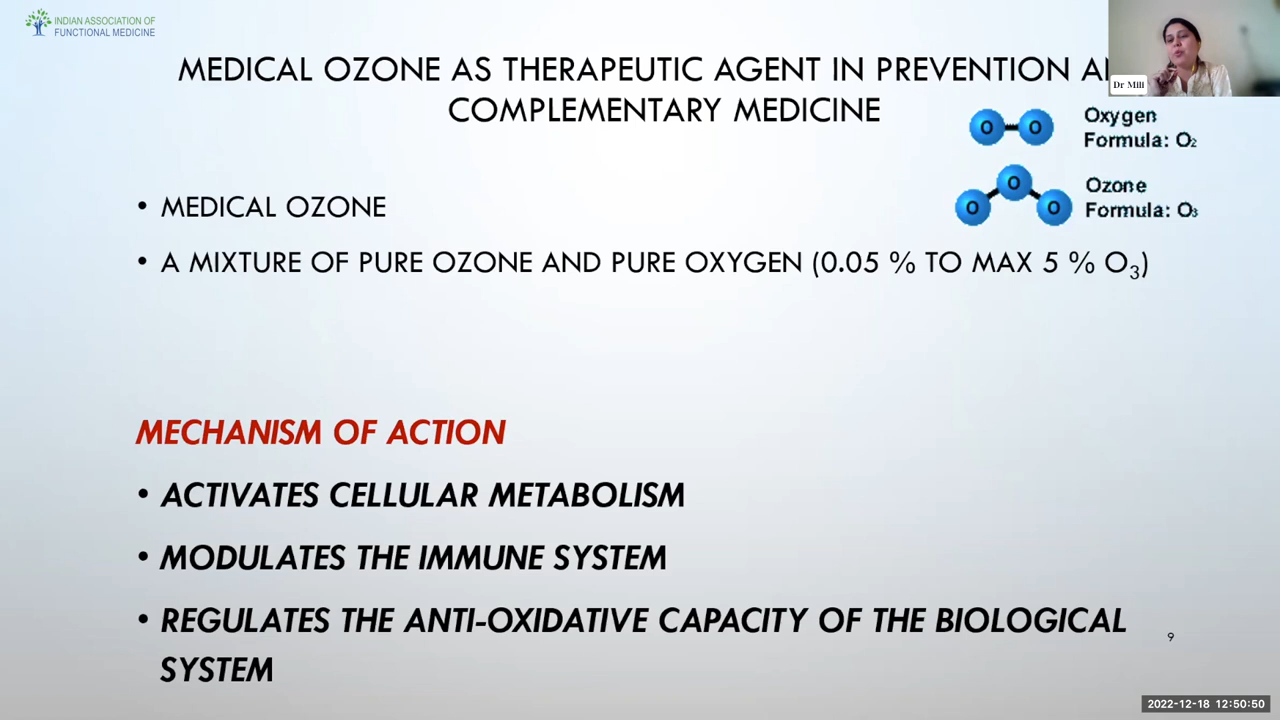 INDIAN ASSOCIATION OF
FUNCTIONAL MEDICINE
MEDICAL OZONE AS THERAPEUTIC AGENT IN PREVENTION
COMPLEMENTARY MEDICINE
Dr Mili
O O
Oxygen
Formula: O₂
O O O
Ozone
Formula: O₃
• MEDICAL OZONE
• A MIXTURE OF PURE OZONE AND PURE OXYGEN (0.05 % TO MAX 5 % O₃)
MECHANISM OF ACTION
• ACTIVATES CELLULAR METABOLISM
• MODULATES THE IMMUNE SYSTEM
• REGULATES THE ANTI-OXIDATIVE CAPACITY OF THE BIOLOGICAL
SYSTEM
9
2022-12-18 12:50:50